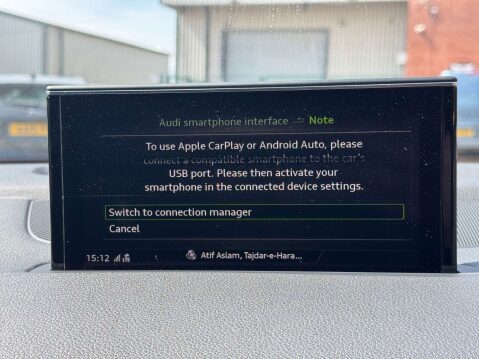 Audi smartphone interface Note
To use Apple CarPlay or Android Auto, please
connect a compatible smartphone to the car's
USB port. Please then activate your
smartphone in the connected device settings.
Switch to connection manager
Cancel
15:12 Atif Aslam, Tajdar-e-Hara...